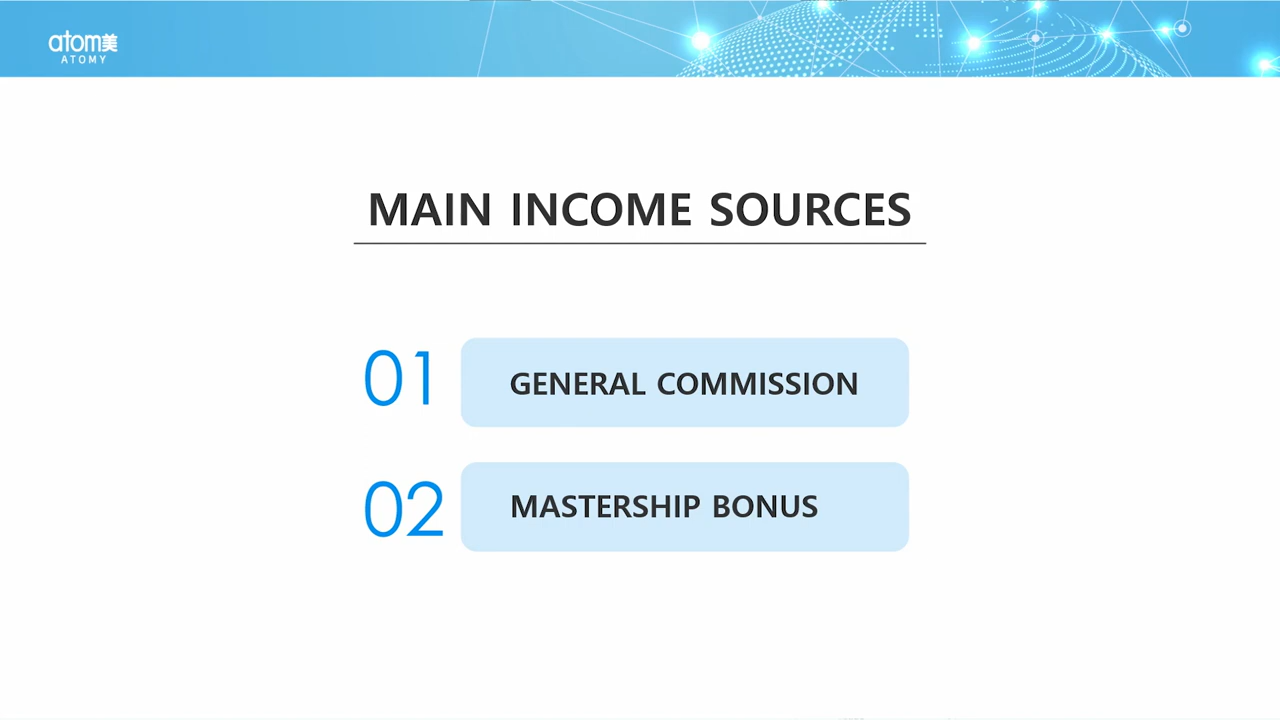 atom美
ATOMY
MAIN INCOME SOURCES
01 GENERAL COMMISSION
02 MASTERSHIP BONUS